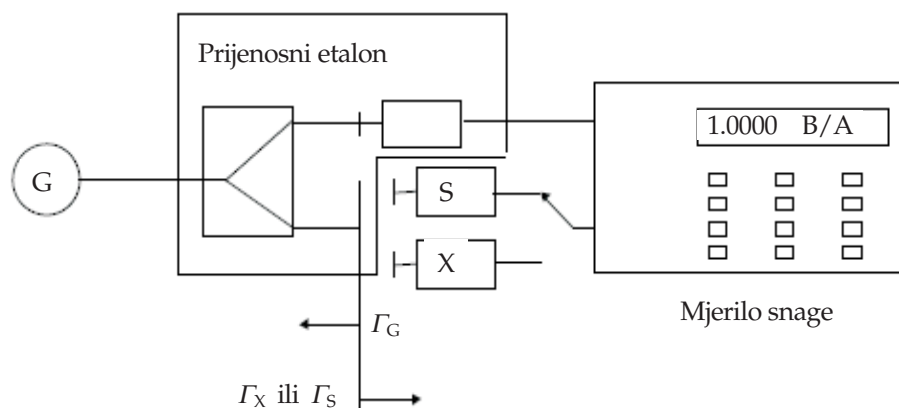 Prijenosni etalon
1.0000 B/A
G
S
X
Mjerilo snage
Γ_G
Γ_X ili Γ_S